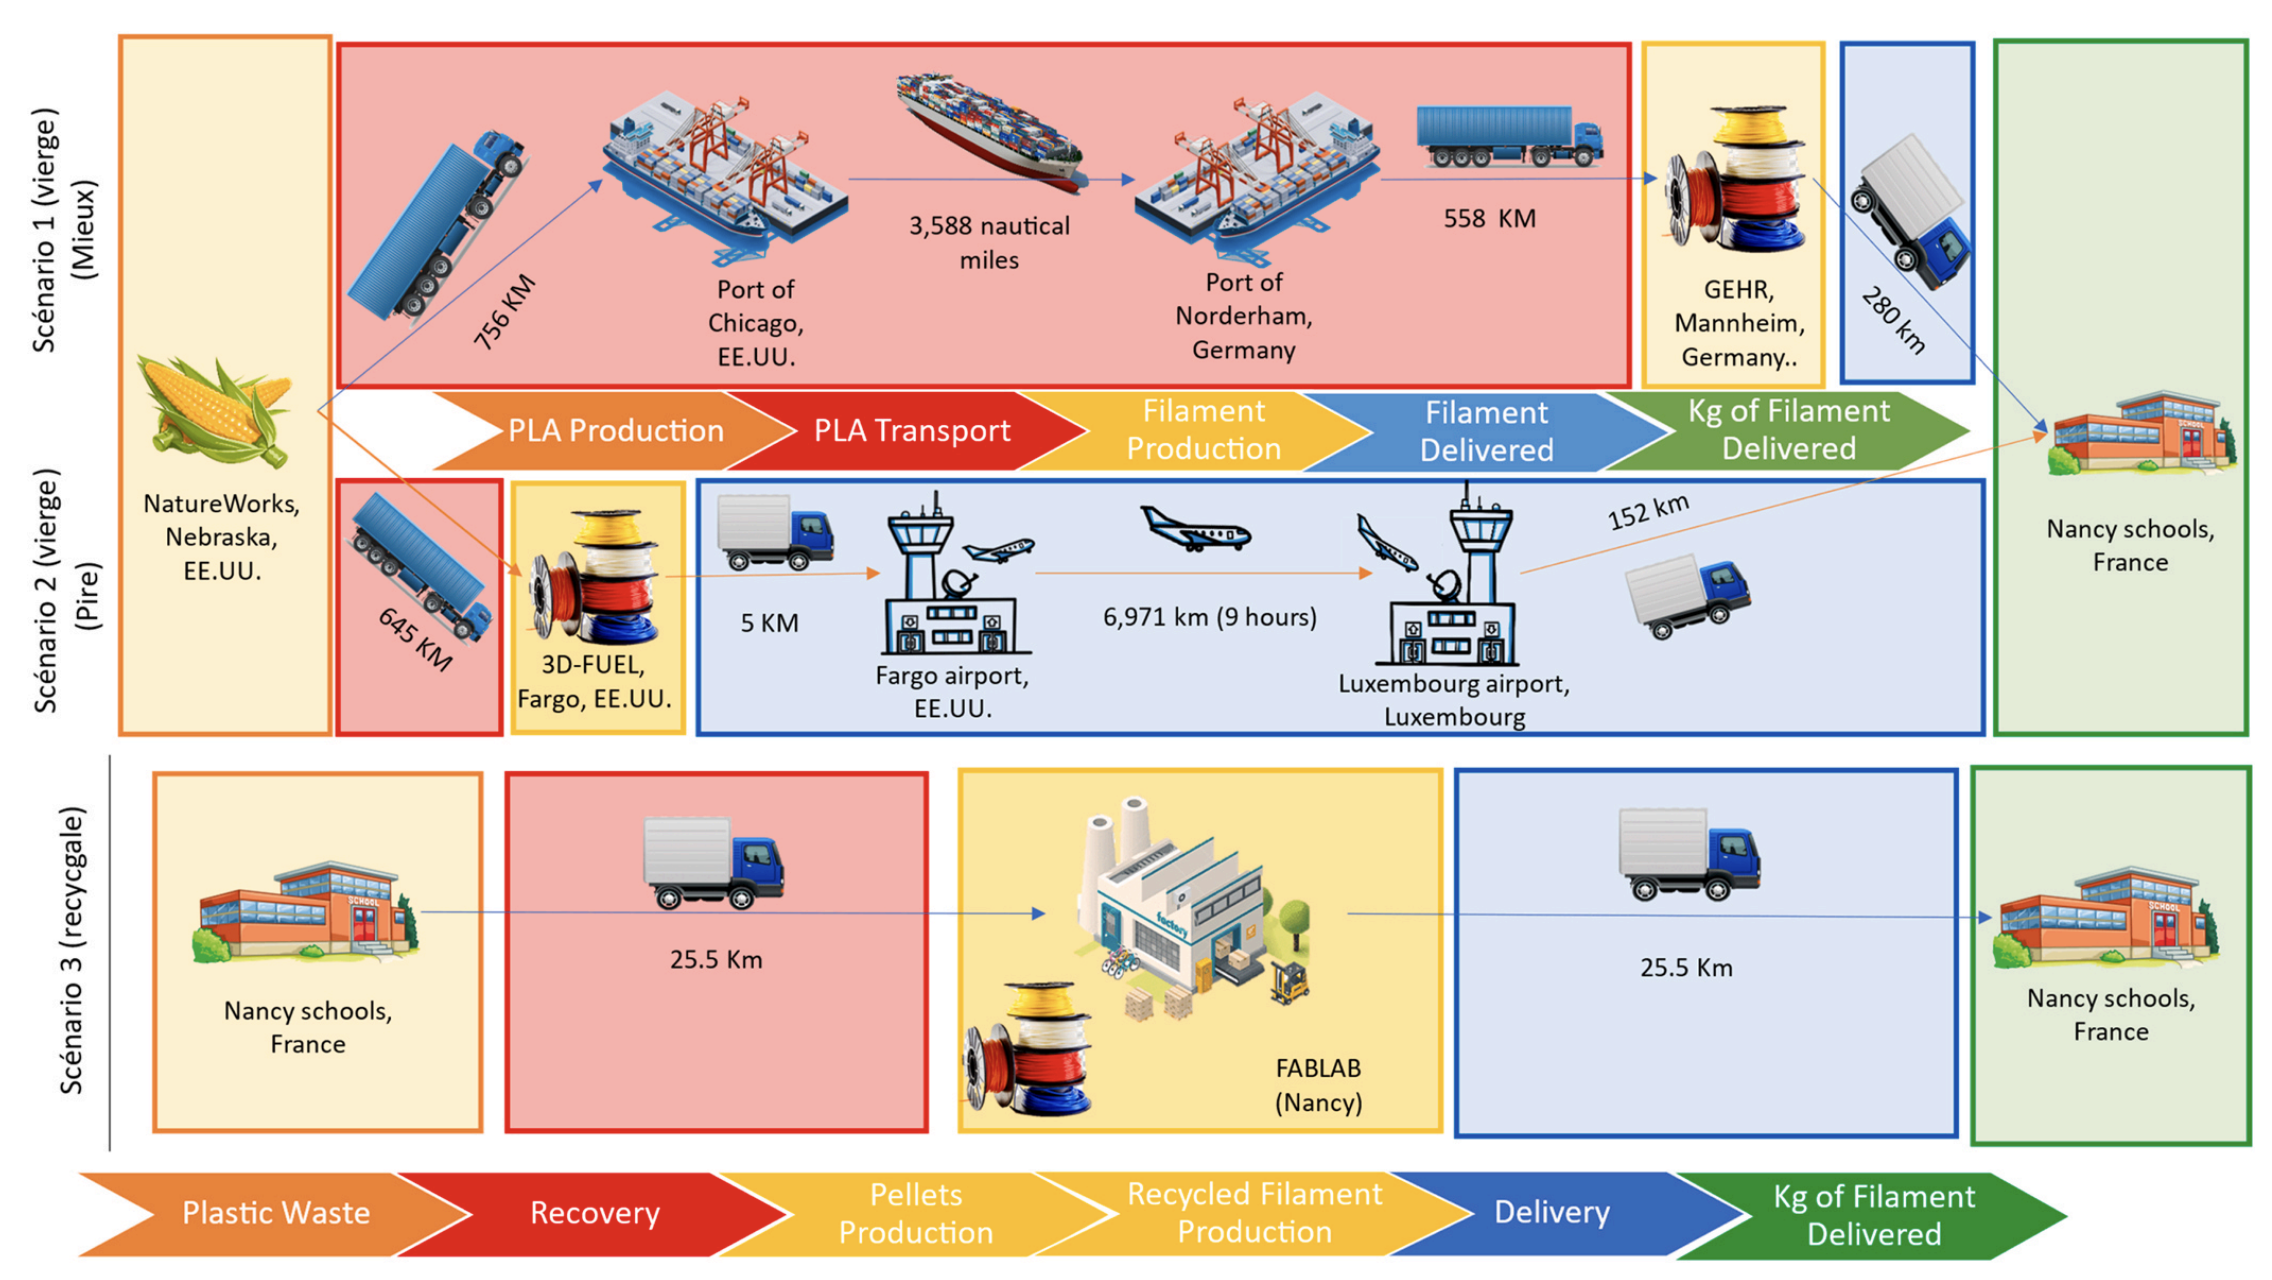 Scénario 1 (vierge)
(Mieux)
756 KM
Port of
Chicago,
EE.UU.
3,588 nautical
miles
Port of
Norderham,
Germany
558 KM
GEHR,
Mannheim,
Germany..
280 km
PLA Production
PLA Transport
Filament
Production
Filament
Delivered
Kg of Filament
Delivered
NatureWorks,
Nebraska,
EE.UU.
SCHOOL
Nancy schools,
France
Scénario 2 (vierge)
(Pire)
645 KM
3D-FUEL,
Fargo, EE.UU.
5 KM
Fargo airport,
EE.UU.
6,971 km (9 hours)
Luxembourg airport,
Luxembourg
152 km
Scénario 3 (recycgale)
SCHOOL
Nancy schools,
France
25.5 Km
factory
FABLAB
(Nancy)
25.5 Km
SCHOOL
Nancy schools,
France
Plastic Waste
Recovery
Pellets
Production
Recycled Filament
Production
Delivery
Kg of Filament
Delivered